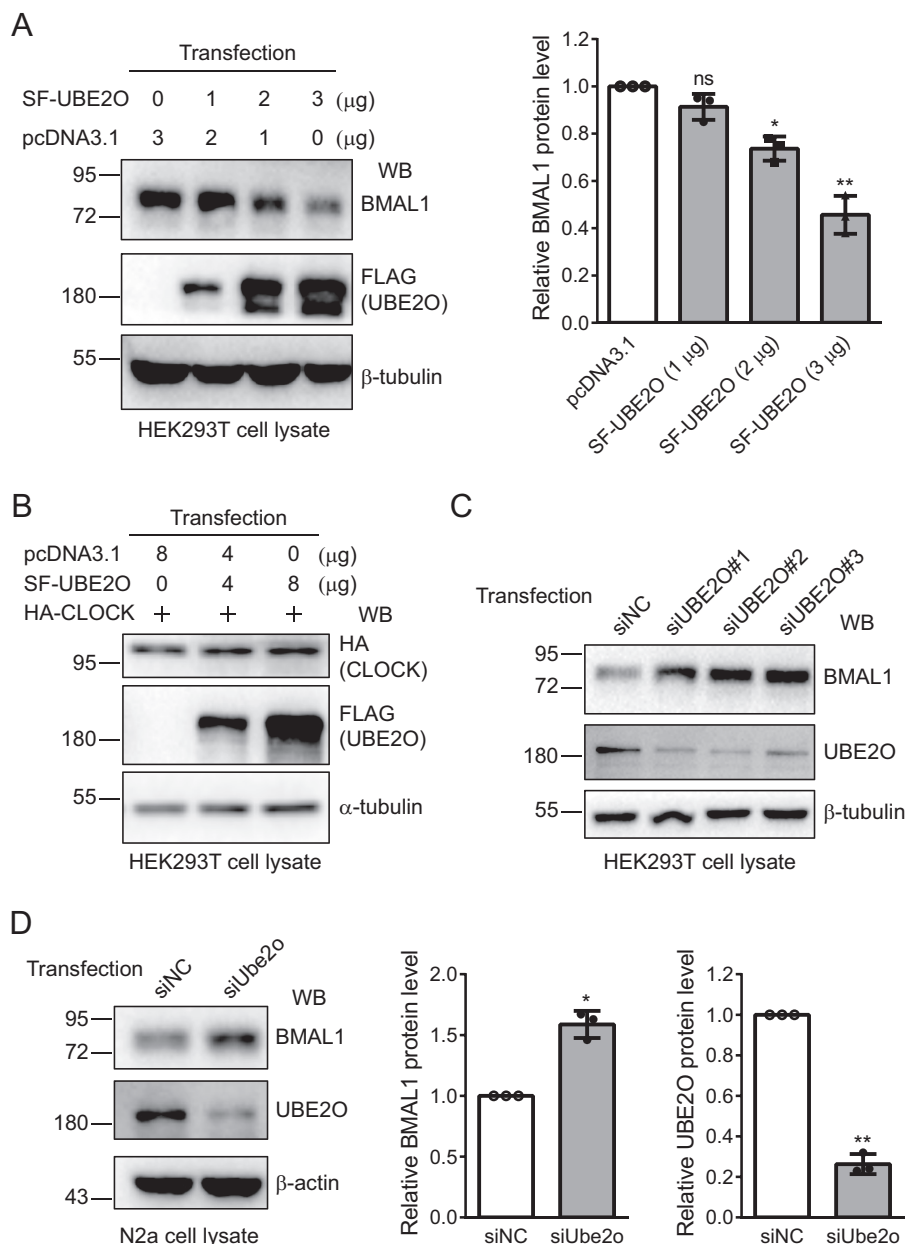 A
Transfection
SF-UBE2O 0 1 2 3 (μg)
pcDNA3.1 3 2 1 0 (μg)
WB
95
72
BMAL1
180
FLAG
(UBE2O)
55
β-tubulin
HEK293T cell lysate
Relative BMAL1 protein level
1.2
1.0
0.8
0.6
0.4
0.2
0.0
ns
*
**
pcDNA3.1
SF-UBE2O (1 μg)
SF-UBE2O (2 μg)
SF-UBE2O (3 μg)
B
Transfection
pcDNA3.1 8 4 0 (μg)
SF-UBE2O 0 4 8 (μg)
HA-CLOCK + + + WB
95
HA
(CLOCK)
180
FLAG
(UBE2O)
55
α-tubulin
HEK293T cell lysate
C
Transfection
siNC
siUBE2O#1
siUBE2O#2
siUBE2O#3
WB
95
72
BMAL1
180
UBE2O
55
β-tubulin
HEK293T cell lysate
D
Transfection
siNC
siUbe2o
WB
95
72
BMAL1
180
UBE2O
43
β-actin
N2a cell lysate
Relative BMAL1 protein level
2.0
1.5
1.0
0.5
0.0
*
siNC siUbe2o
Relative UBE2O protein level
1.2
1.0
0.8
0.6
0.4
0.2
0.0
**
siNC siUbe2o